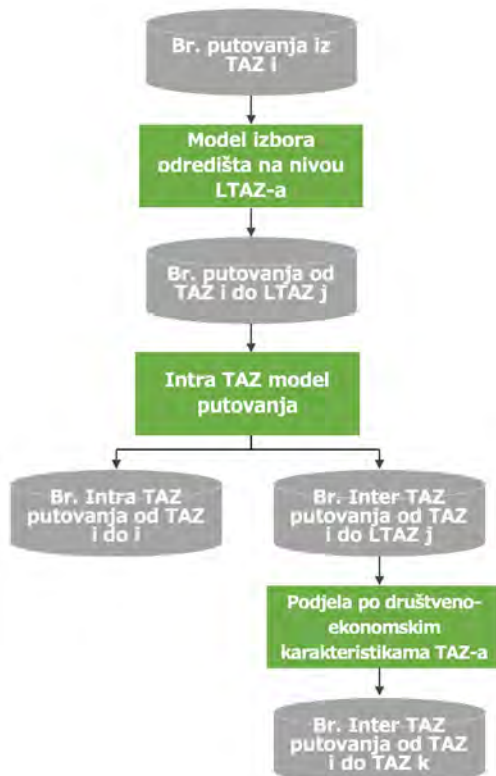 Br. putovanja iz
TAZ i
Model izbora
odredišta na nivou
LTAZ-a
Br. putovanja od
TAZ i do LTAZ j
Intra TAZ model
putovanja
Br. Intra TAZ
putovanja od TAZ
i do i
Br. Inter TAZ
putovanja od TAZ
i do LTAZ j
Podjela po društveno-
ekonomskim
karakteristikama TAZ-a
Br. Inter TAZ
putovanja od TAZ
i do TAZ k